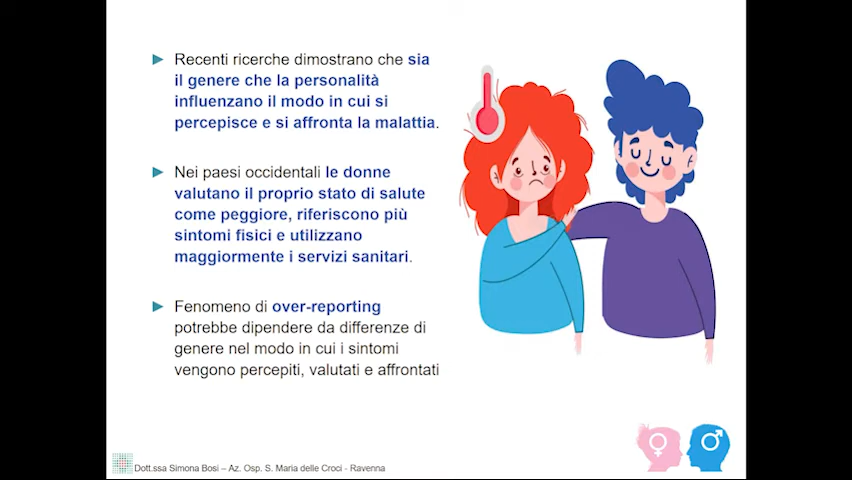 Recenti ricerche dimostrano che sia
il genere che la personalità
influenzano il modo in cui si
percepisce e si affronta la malattia.
Nei paesi occidentali le donne
valutano il proprio stato di salute
come peggiore, riferiscono più
sintomi fisici e utilizzano
maggiormente i servizi sanitari.
Fenomeno di over-reporting
potrebbe dipendere da differenze di
genere nel modo in cui i sintomi
vengono percepiti, valutati e affrontati
Dott.ssa Simona Bosi – Az. Osp. S. Maria delle Croci - Ravenna